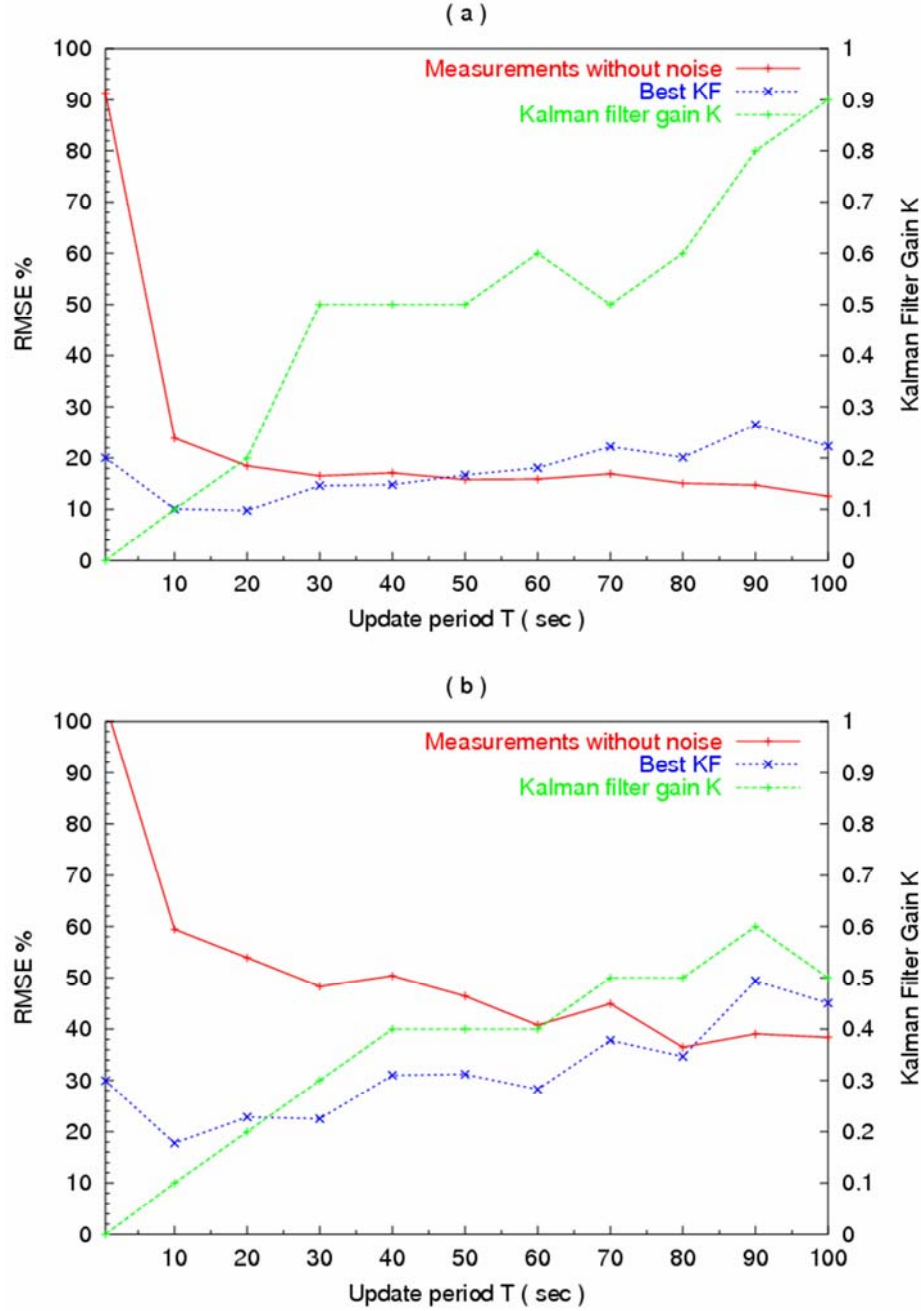 ( a )
Measurements without noise
Best KF
Kalman filter gain K
RMSE %
Kalman Filter Gain K
100
90
80
70
60
50
40
30
20
10
0
1
0.9
0.8
0.7
0.6
0.5
0.4
0.3
0.2
0.1
0
10 20 30 40 50 60 70 80 90 100
Update period T ( sec )
( b )
Measurements without noise
Best KF
Kalman filter gain K
RMSE %
Kalman Filter Gain K
100
90
80
70
60
50
40
30
20
10
0
1
0.9
0.8
0.7
0.6
0.5
0.4
0.3
0.2
0.1
0
10 20 30 40 50 60 70 80 90 100
Update period T ( sec )